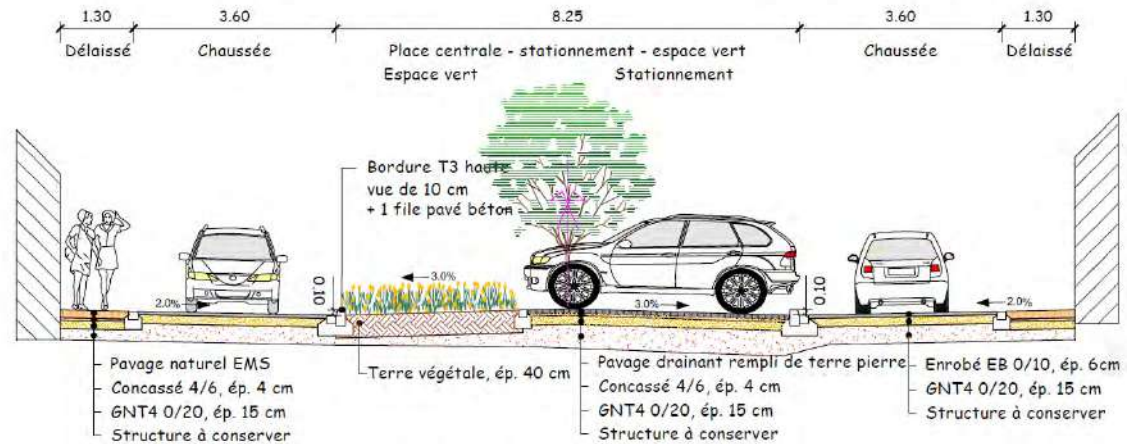 1.30 3.60 8.25 3.60 1.30
Délaissé Chaussée Place centrale - stationnement - espace vert Chaussée Délaissé
Espace vert Stationnement
Bordure T3 haute
vue de 10 cm
+ 1 file pavé béton
3.0%
2.0% 0.10 3.0% 0.10 2.0%
Pavage naturel EMS
Concassé 4/6, ép. 4 cm
GNT4 0/20, ép. 15 cm
Structure à conserver
Terre végétale, ép. 40 cm
Pavage drainant rempli de terre pierre
Concassé 4/6, ép. 4 cm
GNT4 0/20, ép. 15 cm
Structure à conserver
Enrobé EB 0/10, ép. 6cm
GNT4 0/20, ép. 15 cm
Structure à conserver